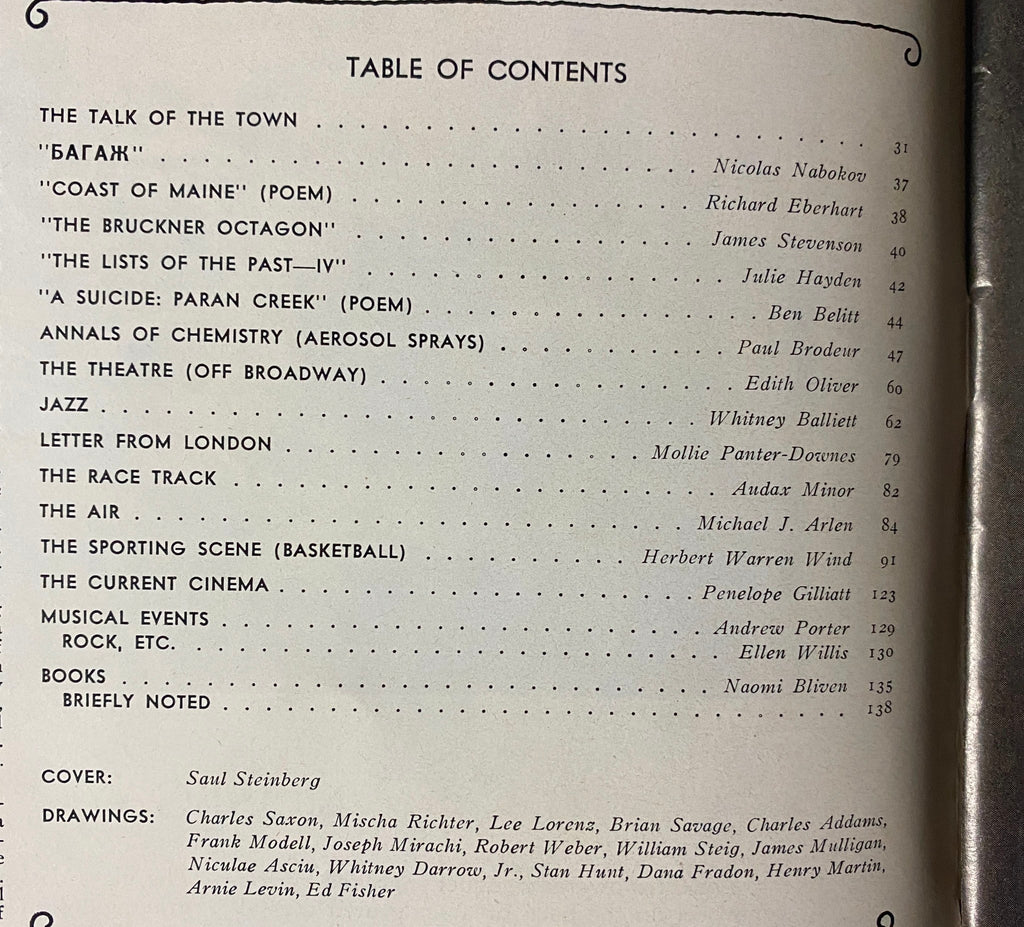 TABLE OF CONTENTS
THE TALK OF THE TOWN . . . . . . . . . . . . . . . . . . . . . 31
"БАГАЖ" . . . . . . . . . . . . . . . . . . . . Nicolas Nabokov 37
"COAST OF MAINE" (POEM) . . . . . . . . . . . . . Richard Eberhart 38
"THE BRUCKNER OCTAGON" . . . . . . . . . . . . . James Stevenson 40
"THE LISTS OF THE PAST—IV" . . . . . . . . . . . . . Julie Hayden 42
"A SUICIDE: PARAN CREEK" (POEM) . . . . . . . . . . . . . Ben Belitt 44
ANNALS OF CHEMISTRY (AEROSOL SPRAYS) . . . . . . . . . Paul Brodeur 47
THE THEATRE (OFF BROADWAY) . . . . . . . . . . . . . . Edith Oliver 60
JAZZ . . . . . . . . . . . . . . . . . . . . . . . Whitney Balliett 62
LETTER FROM LONDON . . . . . . . . . . . . . Mollie Panter-Downes 79
THE RACE TRACK . . . . . . . . . . . . . . . . . . Audax Minor 82
THE AIR . . . . . . . . . . . . . . . . . . . . . Michael J. Arlen 84
THE SPORTING SCENE (BASKETBALL) . . . . . . . . Herbert Warren Wind 91
THE CURRENT CINEMA . . . . . . . . . . . . . . . . Penelope Gilliatt 123
MUSICAL EVENTS . . . . . . . . . . . . . . . . . . Andrew Porter 129
ROCK, ETC. . . . . . . . . . . . . . . . . . . . . Ellen Willis 130
BOOKS . . . . . . . . . . . . . . . . . . . . . . . Naomi Bliven 135
BRIEFLY NOTED . . . . . . . . . . . . . . . . . . . . . . . 138
COVER: Saul Steinberg
DRAWINGS: Charles Saxon, Mischa Richter, Lee Lorenz, Brian Savage, Charles Addams,
Frank Modell, Joseph Mirachi, Robert Weber, William Steig, James Mulligan,
Niculae Asciu, Whitney Darrow, Jr., Stan Hunt, Dana Fradon, Henry Martin,
Arnie Levin, Ed Fisher